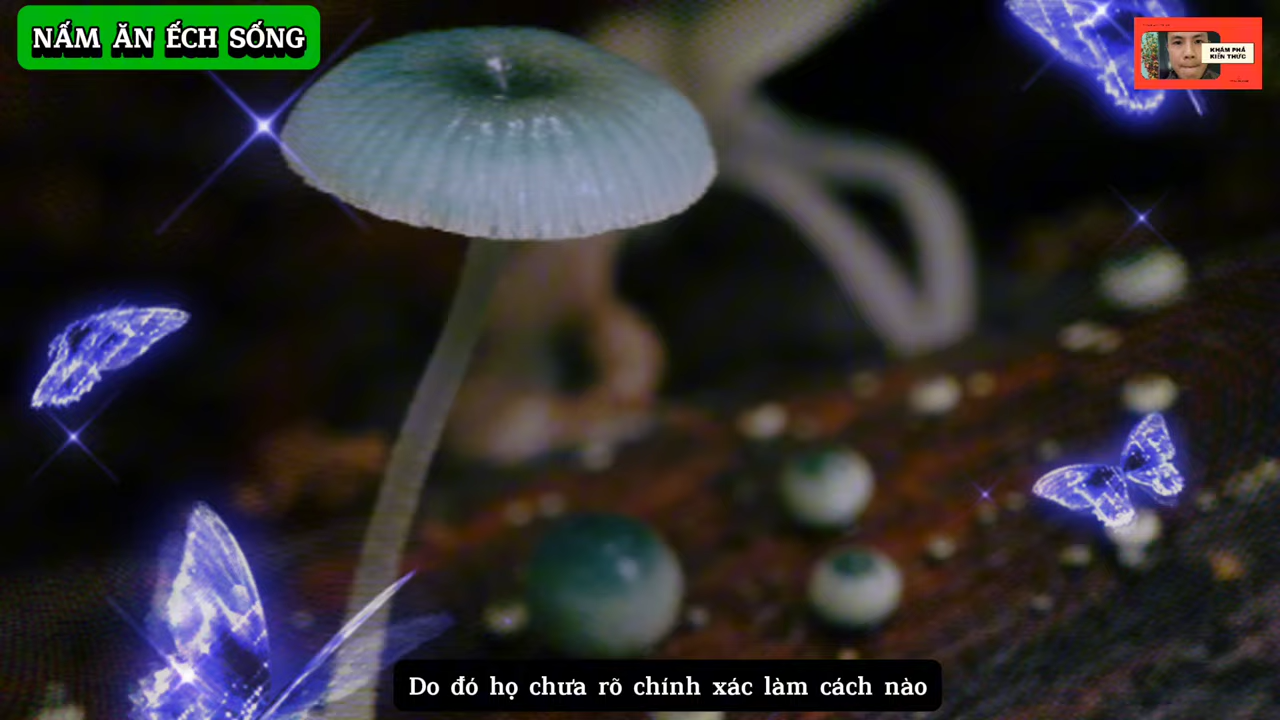 NẤM ĂN ẾCH SỐNG
KHÁM PHÁ
KIẾN THỨC
Do đó họ chưa rõ chính xác làm cách nào